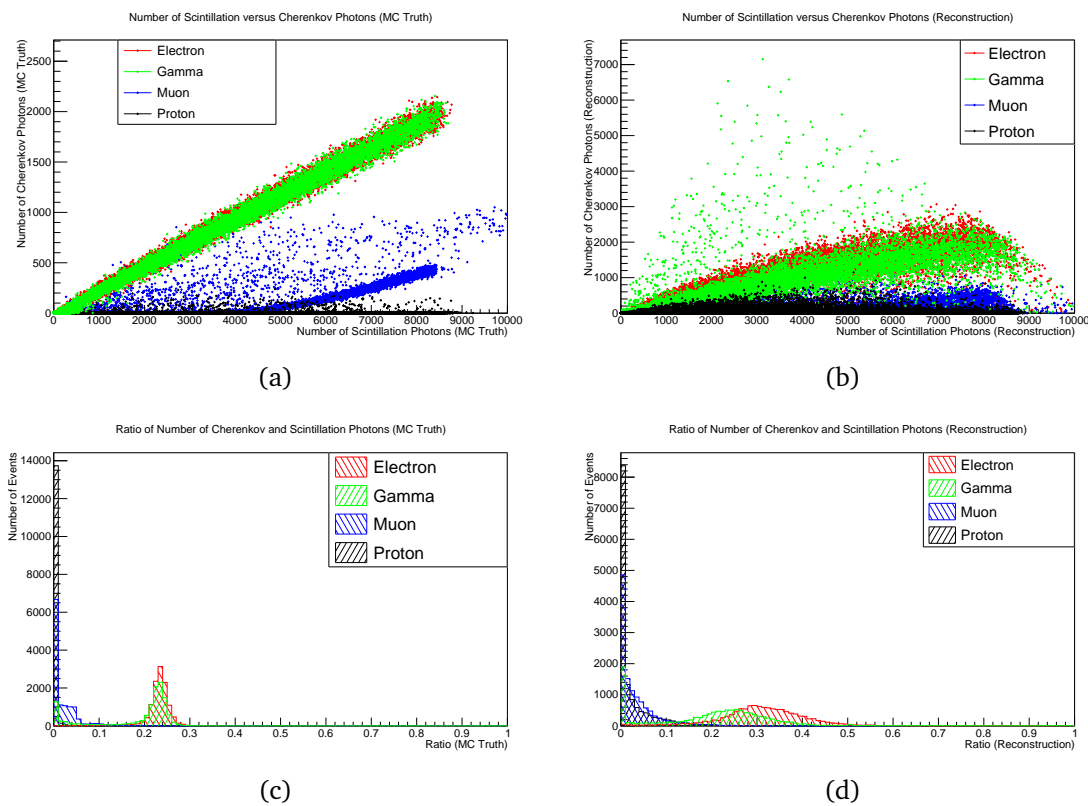 Number of Scintillation versus Cherenkov Photons (MC Truth)
Number of Cherenkov Photons (MC Truth)
2500
2000
1500
1000
500
0
Electron
Gamma
Muon
Proton
0 1000 2000 3000 4000 5000 6000 7000 8000 9000 10000
Number of Scintillation Photons (MC Truth)
(a)
Number of Scintillation versus Cherenkov Photons (Reconstruction)
Number of Cherenkov Photons (Reconstruction)
7000
6000
5000
4000
3000
2000
1000
0
Electron
Gamma
Muon
Proton
0 1000 2000 3000 4000 5000 6000 7000 8000 9000 10000
Number of Scintillation Photons (Reconstruction)
(b)
Ratio of Number of Cherenkov and Scintillation Photons (MC Truth)
Number of Events
14000
12000
10000
8000
6000
4000
2000
0
Electron
Gamma
Muon
Proton
0 0.1 0.2 0.3 0.4 0.5 0.6 0.7 0.8 0.9 1
Ratio (MC Truth)
(c)
Ratio of Number of Cherenkov and Scintillation Photons (Reconstruction)
Number of Events
8000
7000
6000
5000
4000
3000
2000
1000
0
Electron
Gamma
Muon
Proton
0 0.1 0.2 0.3 0.4 0.5 0.6 0.7 0.8 0.9 1
Ratio (Reconstruction)
(d)